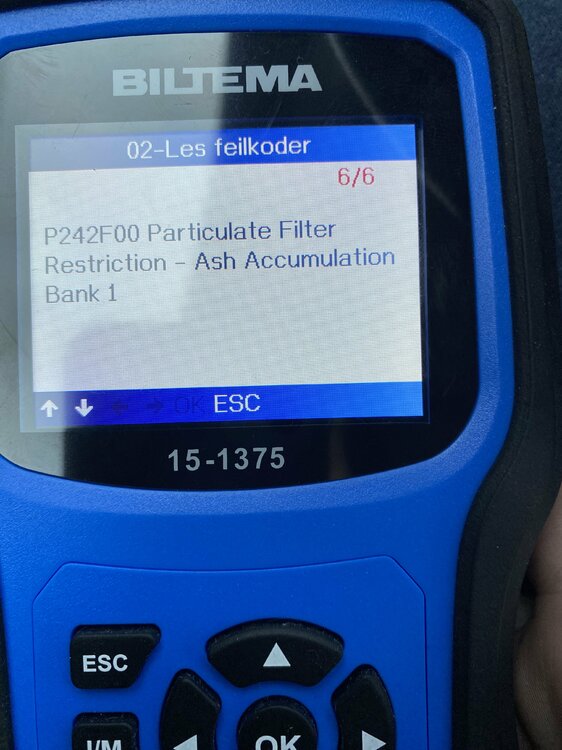 BILTEMA
02-Les feilkoder
6/6
P242F00 Particulate Filter
Restriction - Ash Accumulation
Bank 1
OK ESC
15-1375
ESC
I/M
OK